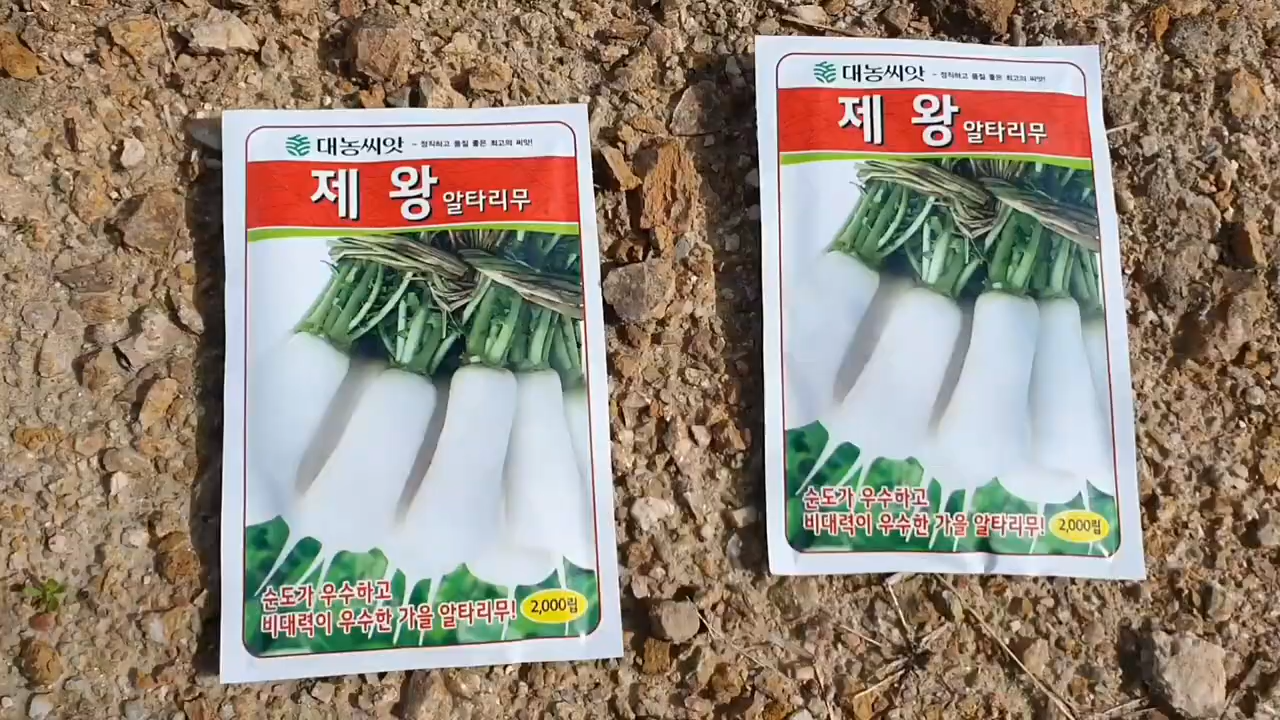 대농씨앗 - 정직하고 품질 좋은 최고의 씨앗!
제 왕 알타리무
순도가 우수하고
비대력이 우수한 가을 알타리무!
2,000립
대농씨앗 - 정직하고 품질 좋은 최고의 씨앗!
제 왕 알타리무
순도가 우수하고
비대력이 우수한 가을 알타리무!
2,000립